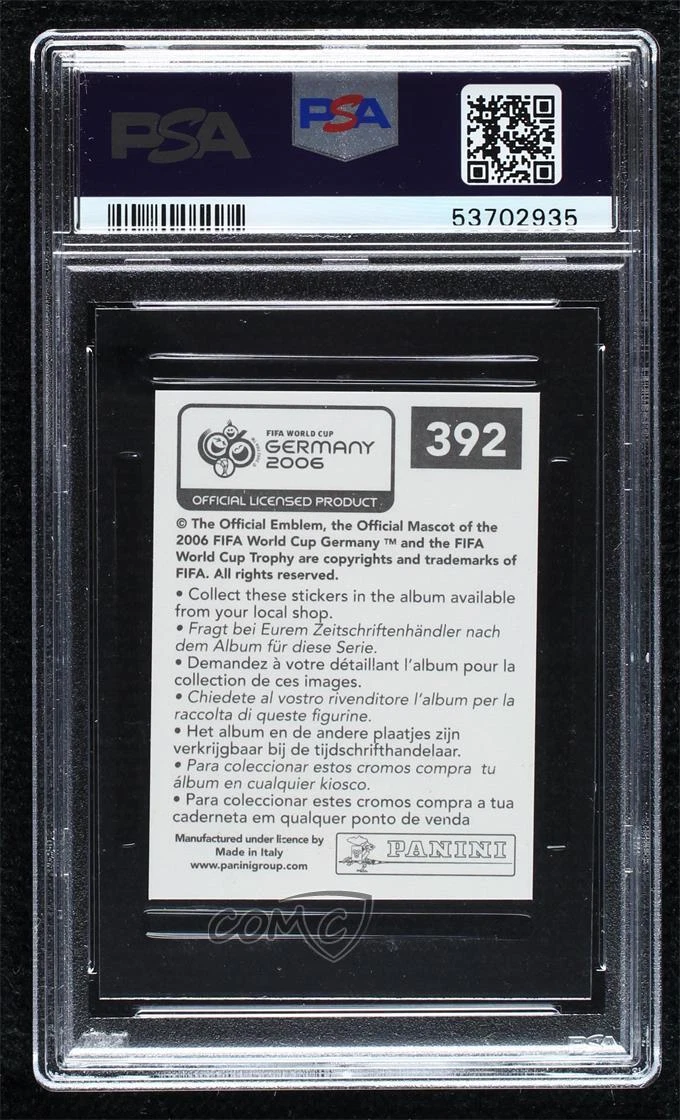 PSA
PSA
53702935
FIFA WORLD CUP
GERMANY
2006
OFFICIAL LICENSED PRODUCT
392
© The Official Emblem, the Official Mascot of the
2006 FIFA World Cup Germany ™ and the FIFA
World Cup Trophy are copyrights and trademarks of
FIFA. All rights reserved.
• Collect these stickers in the album available
from your local shop.
• Fragt bei Eurem Zeitschriftenhändler nach
dem Album für diese Serie.
• Demandez à votre détaillant l'album pour la
collection de ces images.
• Chiedete al vostro rivenditore l'album per la
raccolta di queste figurine.
• Het album en de andere plaatjes zijn
verkrijgbaar bij de tijdschrifthandelaar.
• Para coleccionar estos cromos compra tu
álbum en cualquier kiosco.
• Para coleccionar estes cromos compra a tua
caderneta em qualquer ponto de venda
Manufactured under licence by
Made in Italy
www.paninigroup.com
PANINI
COMC
PSA